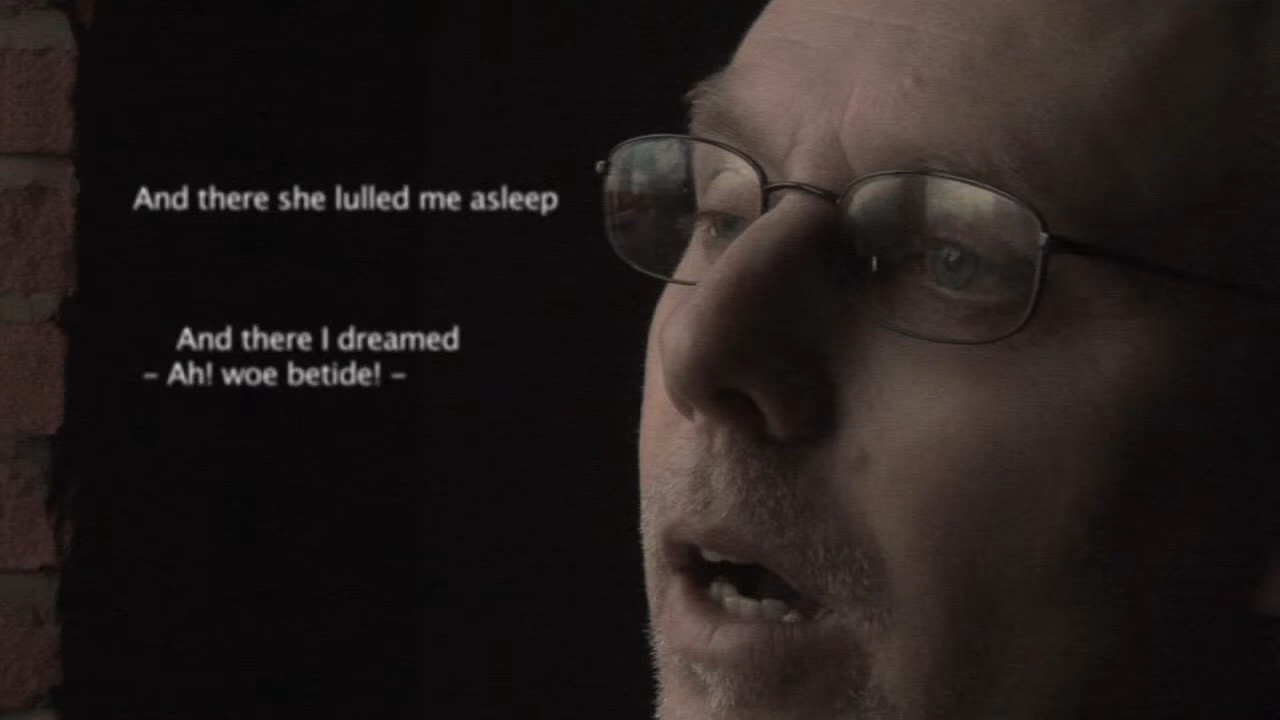 And there she lulled me asleep
And there I dreamed
– Ah! woe betide! –